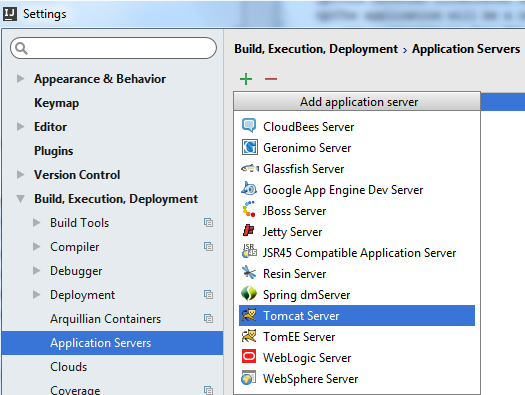 IJ Settings
Build, Execution, Deployment › Application Servers
Appearance & Behavior
Keymap
Editor
Plugins
Version Control
Build, Execution, Deployment
Build Tools
Compiler
Debugger
Deployment
Arquillian Containers
Application Servers
Clouds
Coverage
Add application server
CloudBees Server
Geronimo Server
Glassfish Server
Google App Engine Dev Server
JBoss Server
Jetty Server
JSR JSR45 Compatible Application Server
Resin Server
Spring dmServer
Tomcat Server
TomEE Server
WebLogic Server
WebSphere Server